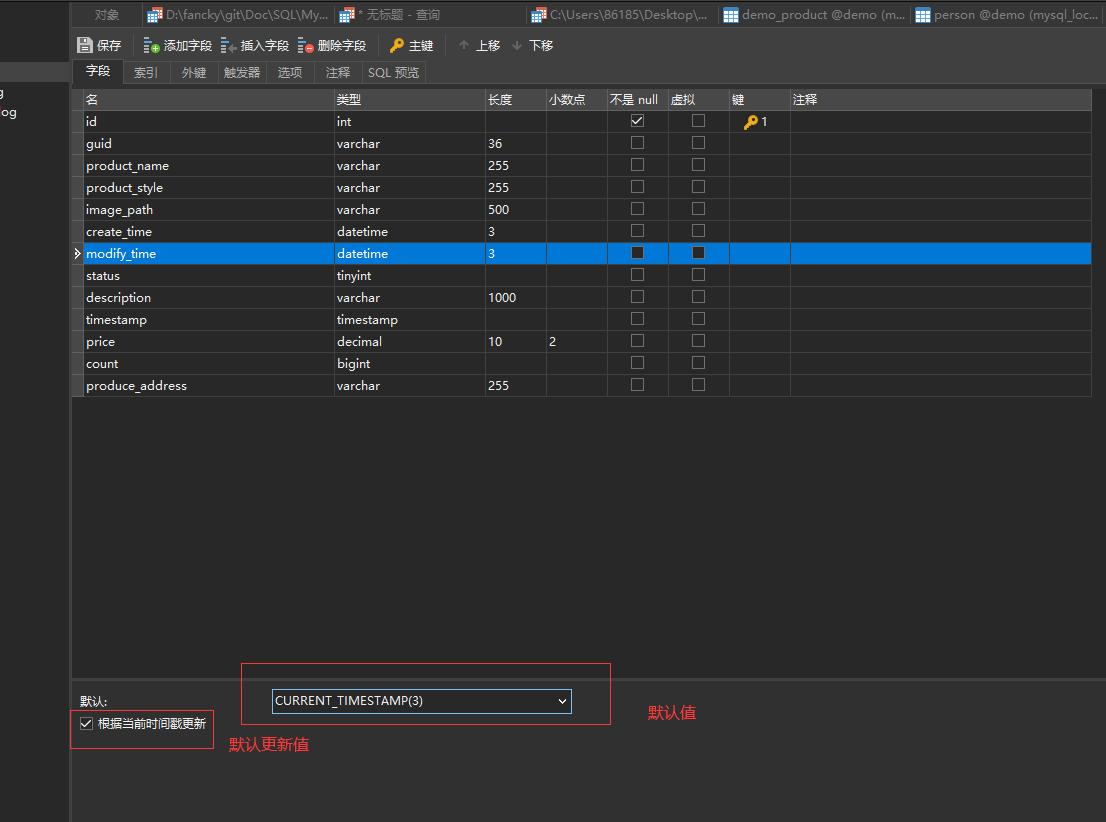 对象 D:\fancky\git\Doc\SQL\My... * 无标题 - 查询 C:\Users\86185\Desktop\... demo_product @demo (m... person @demo (mysql_loc...
保存 添加字段 插入字段 删除字段 主键 上移 下移
字段 索引 外键 触发器 选项 注释 SQL 预览
g
log
名 类型 长度 小数点 不是 null 虚拟 键 注释
id int 1
guid varchar 36
product_name varchar 255
product_style varchar 255
image_path varchar 500
create_time datetime 3
modify_time datetime 3
status tinyint
description varchar 1000
timestamp timestamp
price decimal 10 2
count bigint
produce_address varchar 255
默认: CURRENT_TIMESTAMP(3)
默认值
根据当前时间戳更新
默认更新值